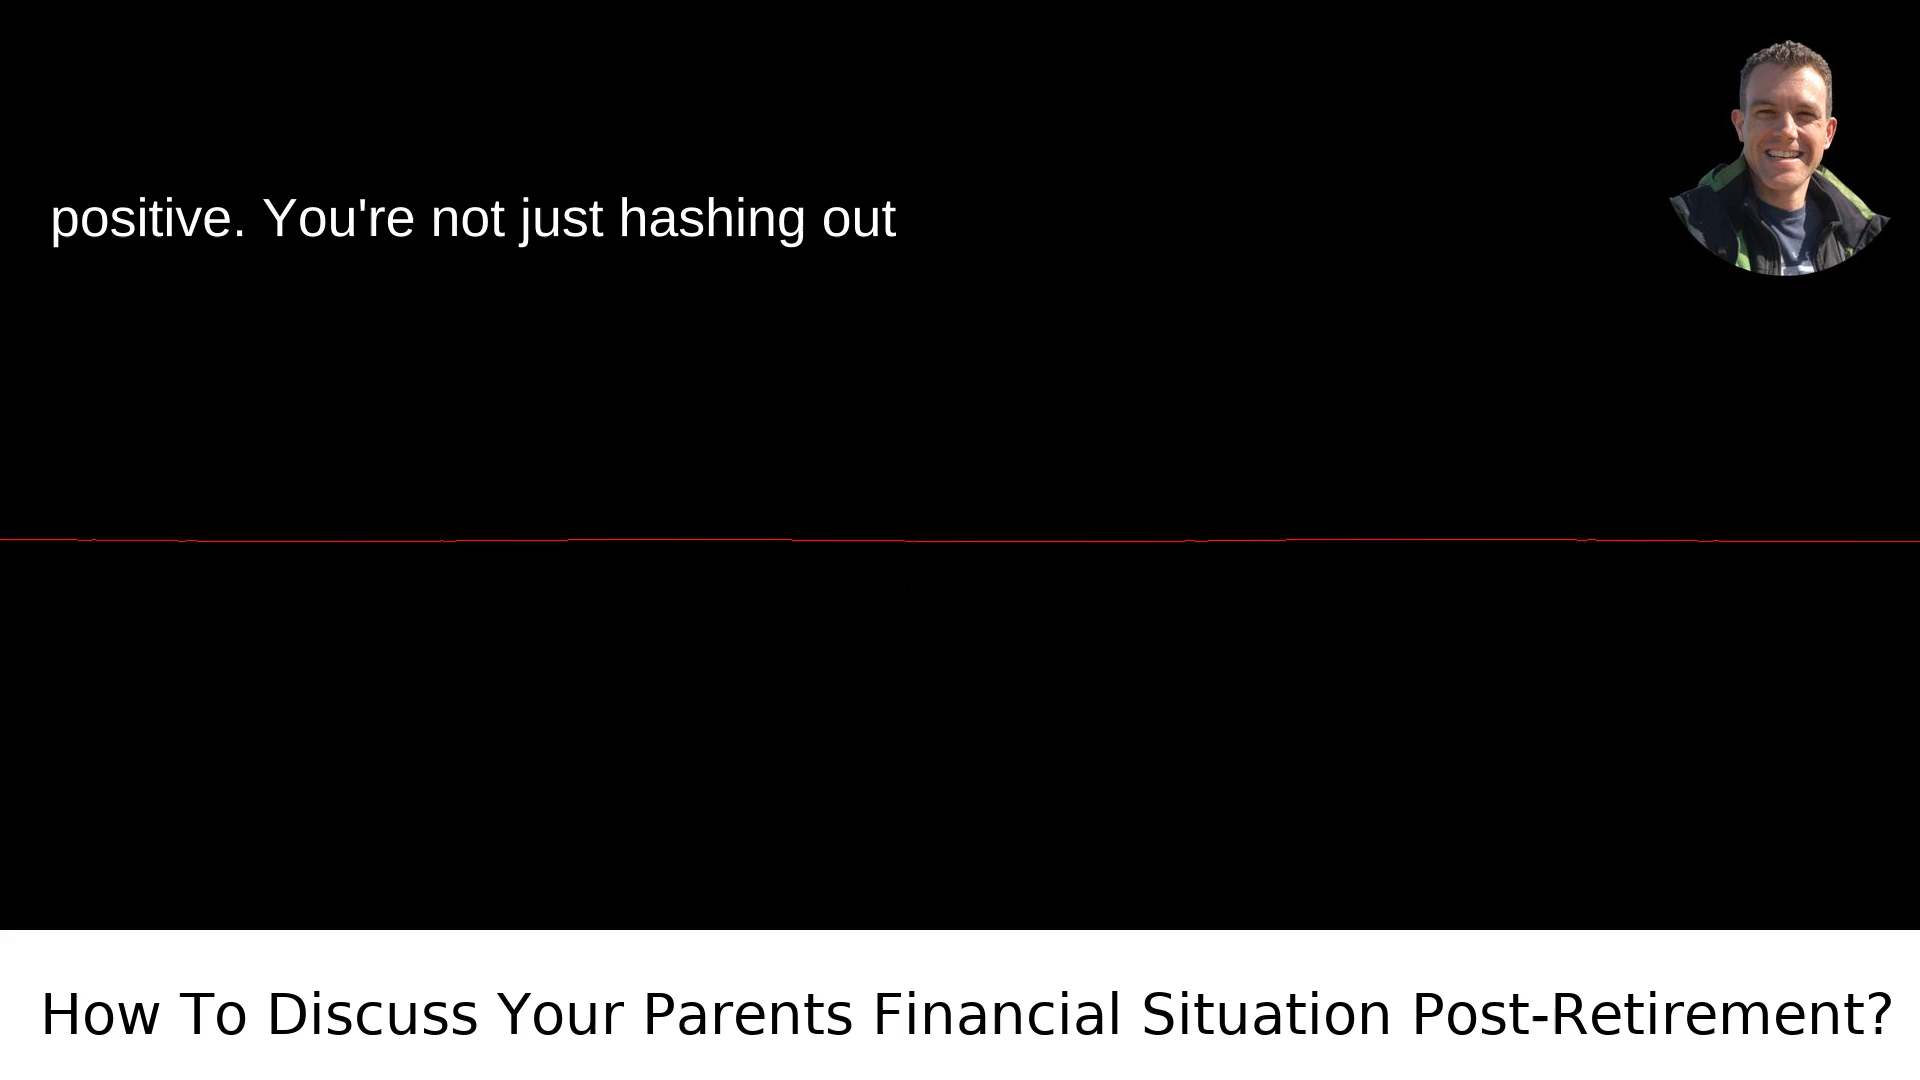 positive. You're not just hashing out
How To Discuss Your Parents Financial Situation Post-Retirement?